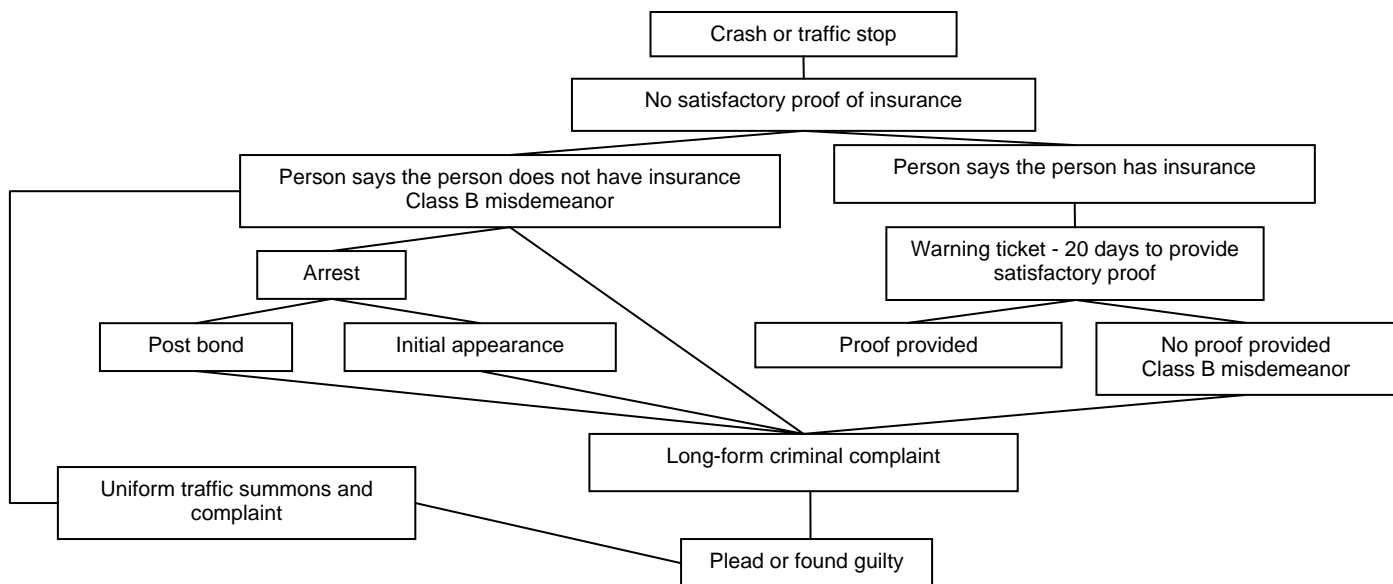 Crash or traffic stop
No satisfactory proof of insurance
Person says the person does not have insurance
Class B misdemeanor
Person says the person has insurance
Arrest
Warning ticket - 20 days to provide
satisfactory proof
Post bond
Initial appearance
Proof provided
No proof provided
Class B misdemeanor
Long-form criminal complaint
Uniform traffic summons and
complaint
Plead or found guilty